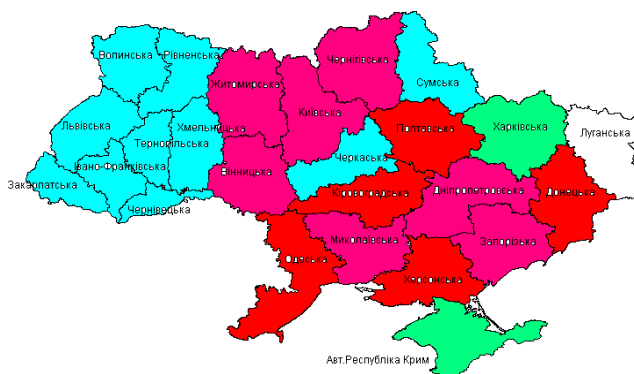 Волинська
Рівненська
Чернігівська
Сумська
Житомирська
Київська
Львівська
Хмельницька
Тернопільська
Полтавська
Харківська
Луганська
Івано-Франківська
Черкаська
Вінницька
Закарпатська
Кіровоградська
Дніпропетровська
Донецька
Чернівецька
Миколаївська
Запорізька
Одеська
Херсонська
Авт.Республіка Крим